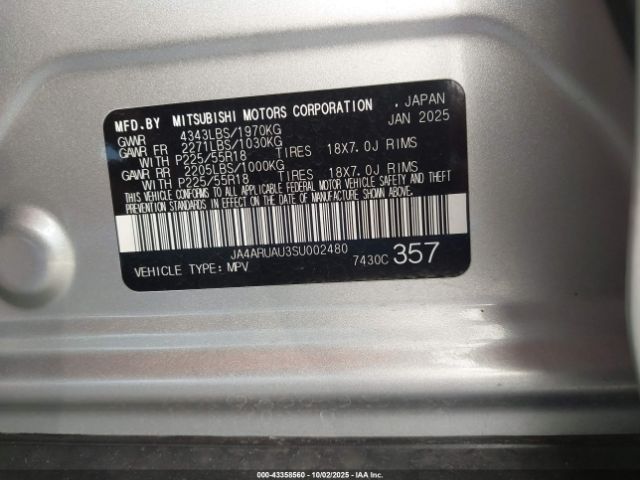 MFD.BY MITSUBISHI MOTORS CORPORATION . JAPAN
GVWR 4343LBS/1970KG JAN 2025
GAWR FR 2271LBS/1030KG
WITH P225/55R18 TIRES 18X7.0J RIMS
GAWR RR 2205LBS/1000KG
WITH P225/55R18 TIRES 18X7.0J RIMS
THIS VEHICLE CONFORMS TO ALL APPLICABLE FEDERAL MOTOR VEHICLE SAFETY AND THEFT
PREVENTION STANDARDS IN EFFECT ON THE DATE OF MANUFACTURE SHOWN ABOVE.
JA4ARUAU3SU002480
VEHICLE TYPE: MPV 7430C 357
000-43358560 - 10/02/2025 - IAA Inc.